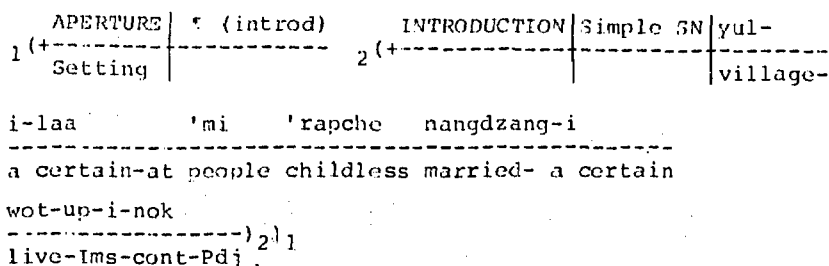 APERTURE ¶ (introd) INTRODUCTION Simple SN yul-
1(+ 2(+
Setting village-
i-laa 'mi 'rapche nangdzang-i
a certain-at people childless married- a certain
wot-up-i-nok
)2)1
live-Ims-cont-Pdj.